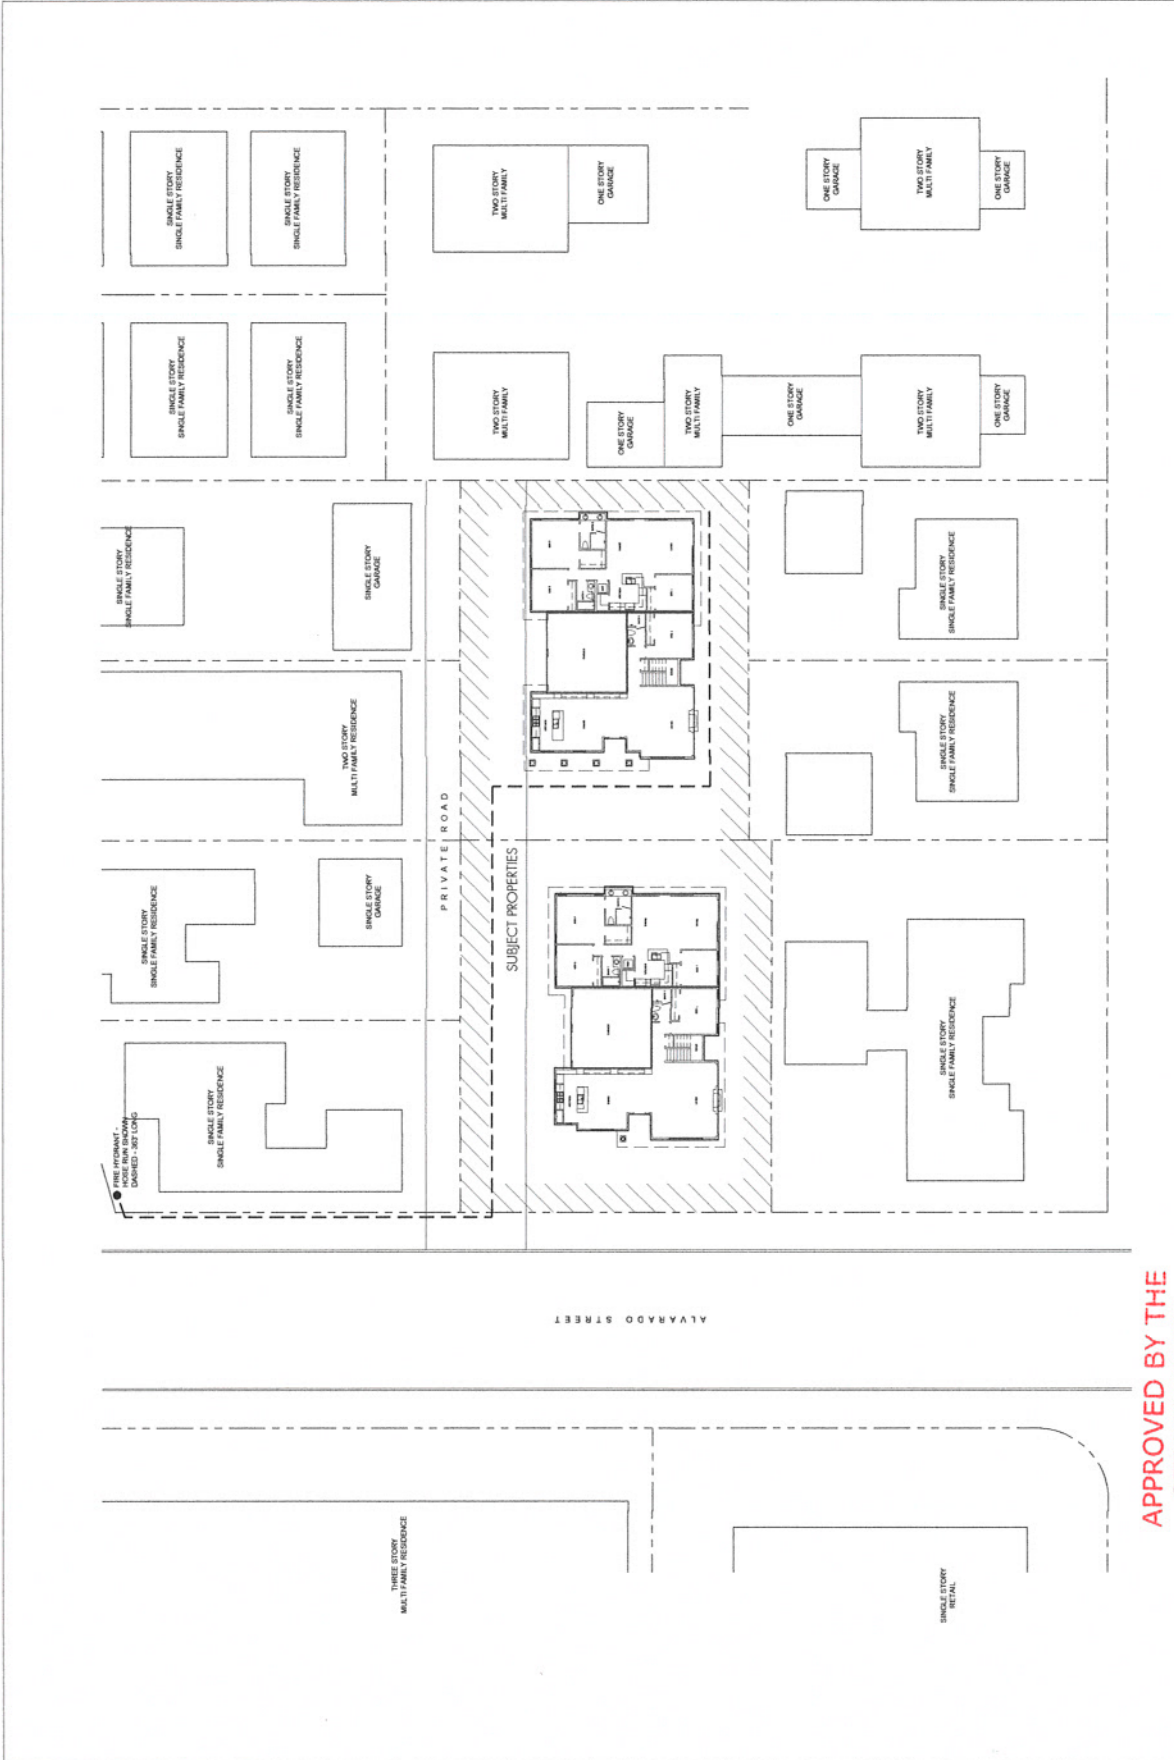 SINGLE STORY
SINGLE FAMILY RESIDENCE
SINGLE STORY
SINGLE FAMILY RESIDENCE
TWO STORY
MULTI FAMILY
ONE STORY
GARAGE
ONE STORY
GARAGE
TWO STORY
MULTI FAMILY
ONE STORY
GARAGE
SINGLE STORY
SINGLE FAMILY RESIDENCE
SINGLE STORY
SINGLE FAMILY RESIDENCE
TWO STORY
MULTI FAMILY
ONE STORY
GARAGE
TWO STORY
MULTI FAMILY
ONE STORY
GARAGE
TWO STORY
MULTI FAMILY
ONE STORY
GARAGE
SINGLE STORY
SINGLE FAMILY RESIDENCE
SINGLE STORY
GARAGE
SINGLE STORY
SINGLE FAMILY RESIDENCE
TWO STORY
MULTI FAMILY RESIDENCE
SINGLE STORY
SINGLE FAMILY RESIDENCE
PRIVATE ROAD
SUBJECT PROPERTIES
SINGLE STORY
SINGLE FAMILY RESIDENCE
SINGLE STORY
GARAGE
SINGLE STORY
SINGLE FAMILY RESIDENCE
SINGLE STORY
SINGLE FAMILY RESIDENCE
FIRE HYDRANT -
HOSE RUN SHOWN
DASHED - 363' LONG
ALVARADO STREET
THREE STORY
MULTI FAMILY RESIDENCE
SINGLE STORY
RETAIL
APPROVED BY THE